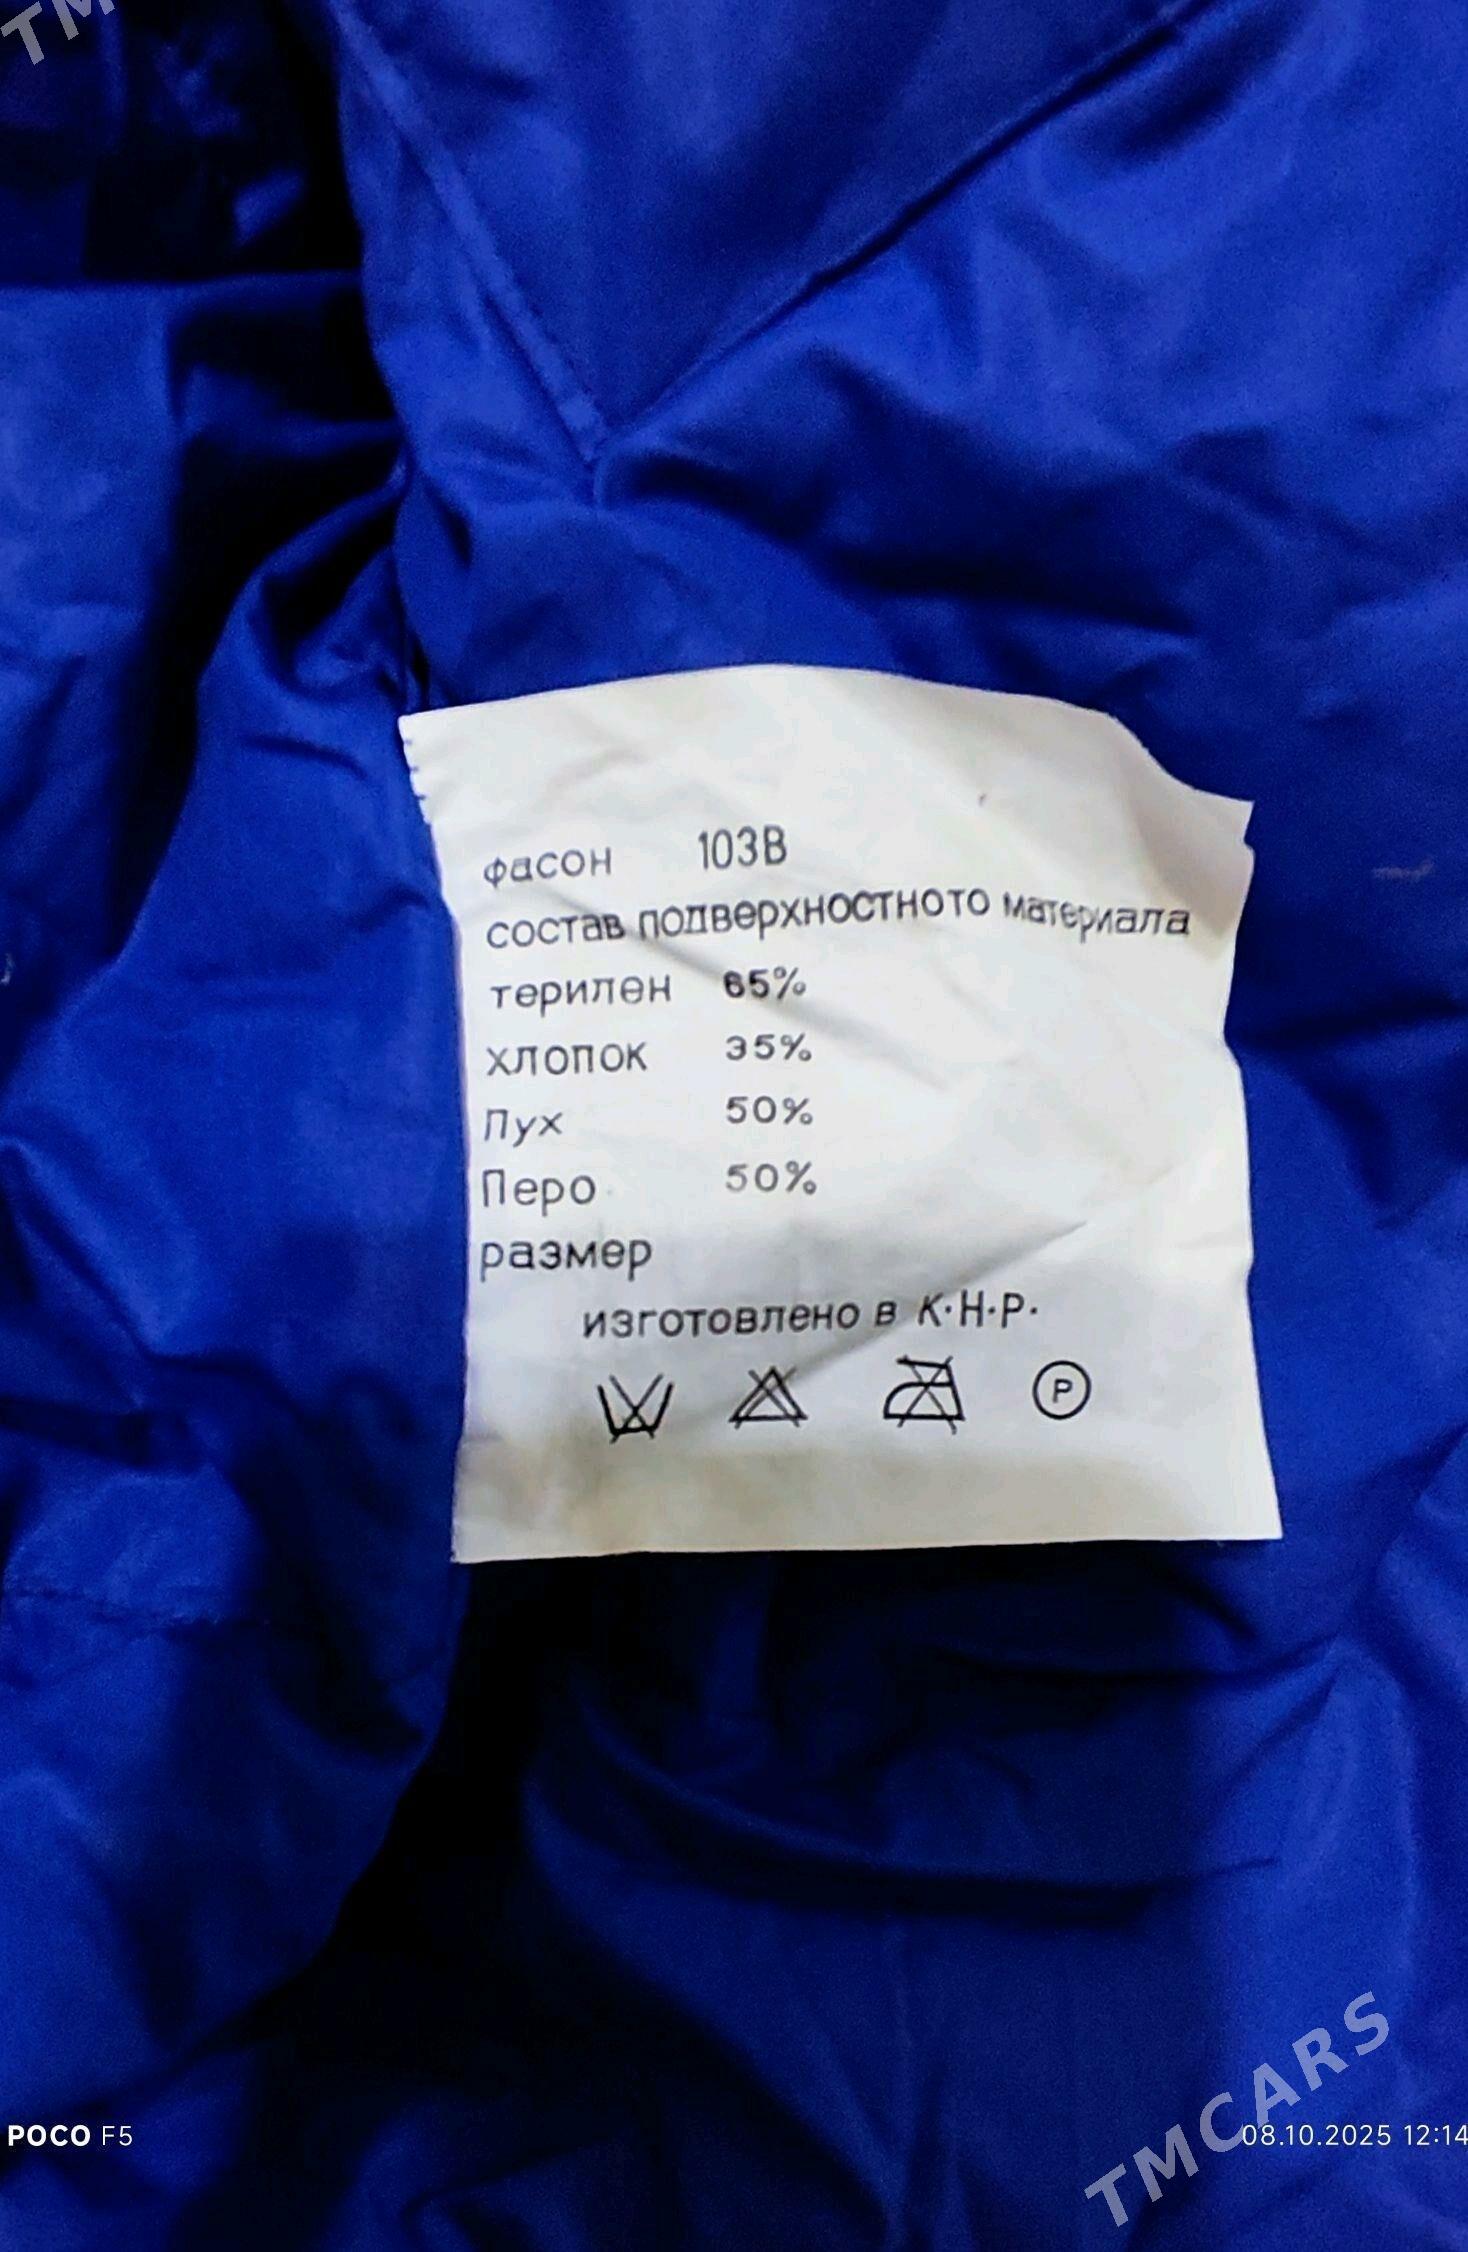 TM
фасон 103В
состав подверхностното материала
терилен 65%
хлопок 35%
Пух 50%
Перо 50%
размер
изготовлено в К·Н·Р·
P
TMCARS
POCO F5
08.10.2025 12:14